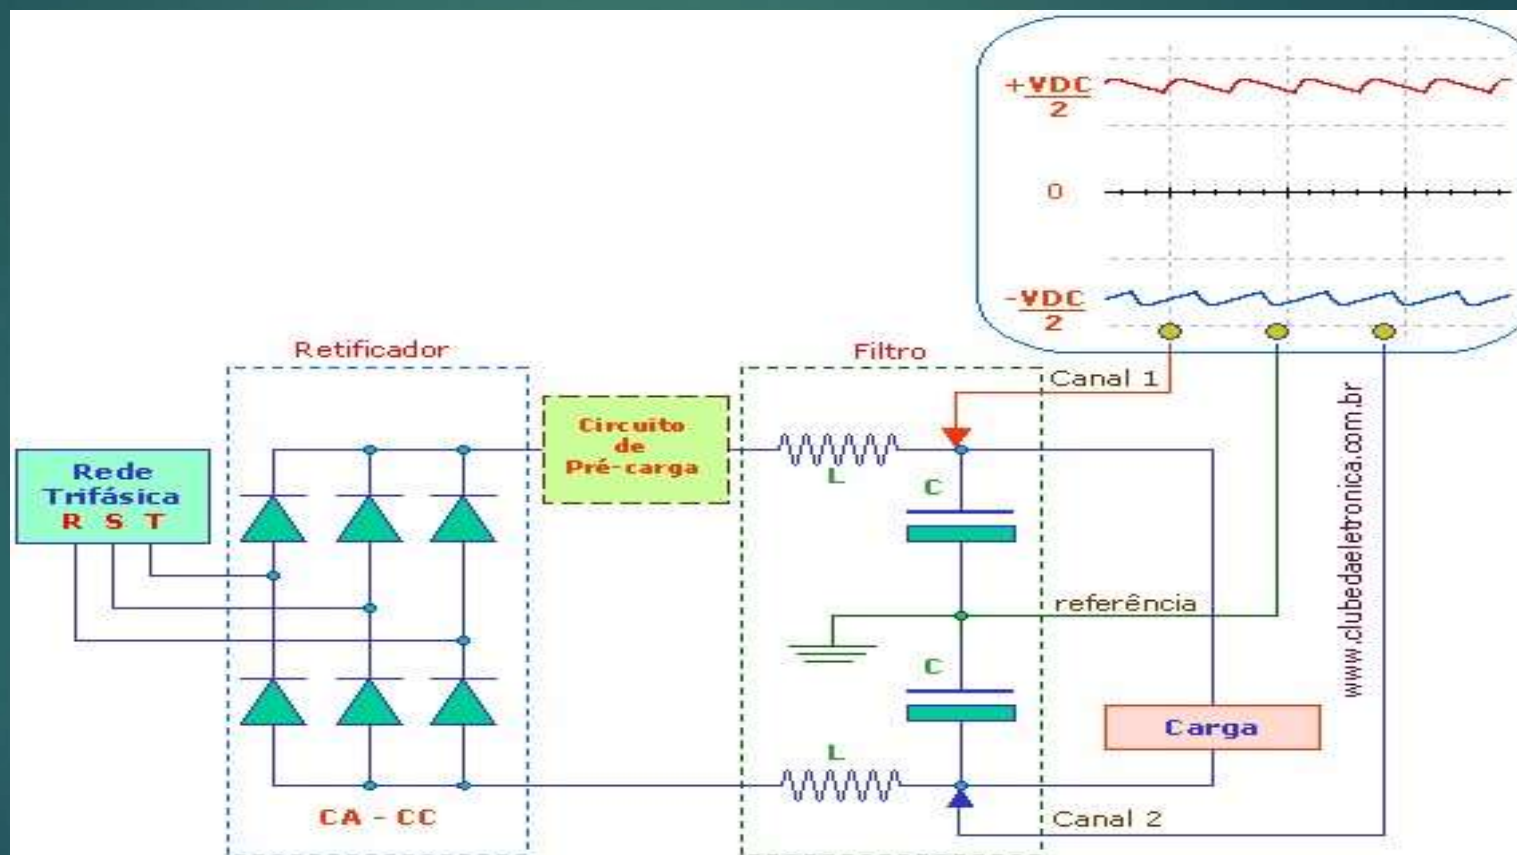 +VDC
2
0
-VDC
2
Retificador
Filtro
Canal 1
Circuito
de
Pré-carga
Rede
Trifásica
R S T
L
C
referência
C
L
Carga
CA - CC
Canal 2
www.clubedaeletronica.com.br